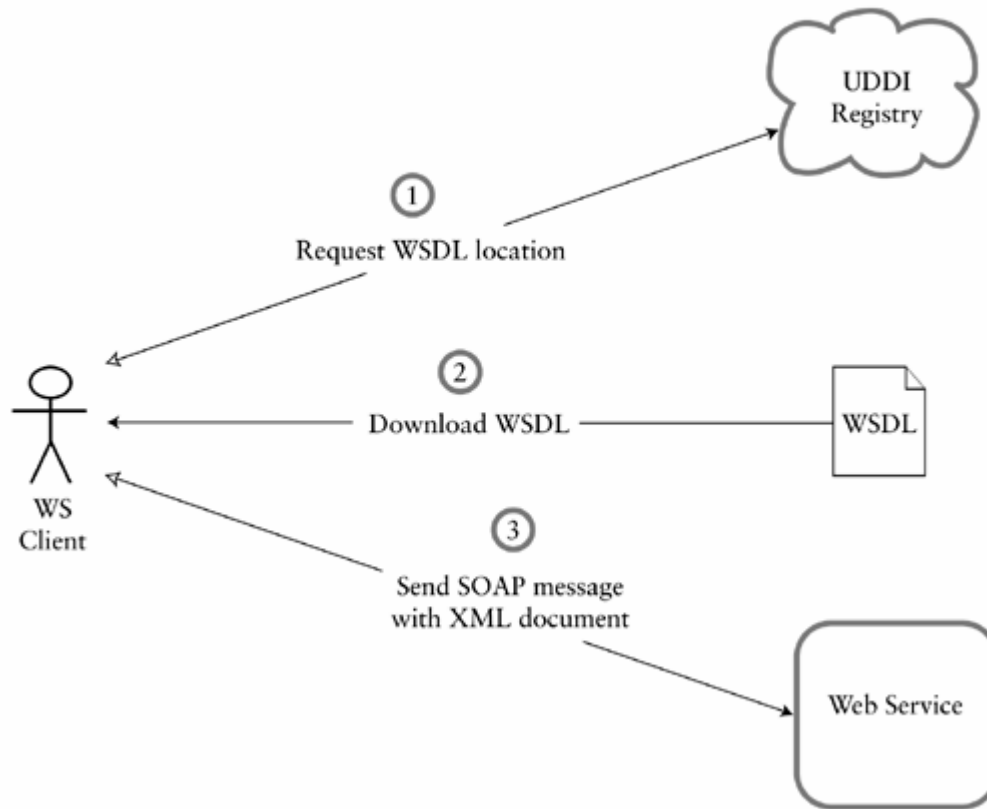 UDDI
Registry
1
Request WSDL location
2
Download WSDL
WSDL
WS
Client
3
Send SOAP message
with XML document
Web Service